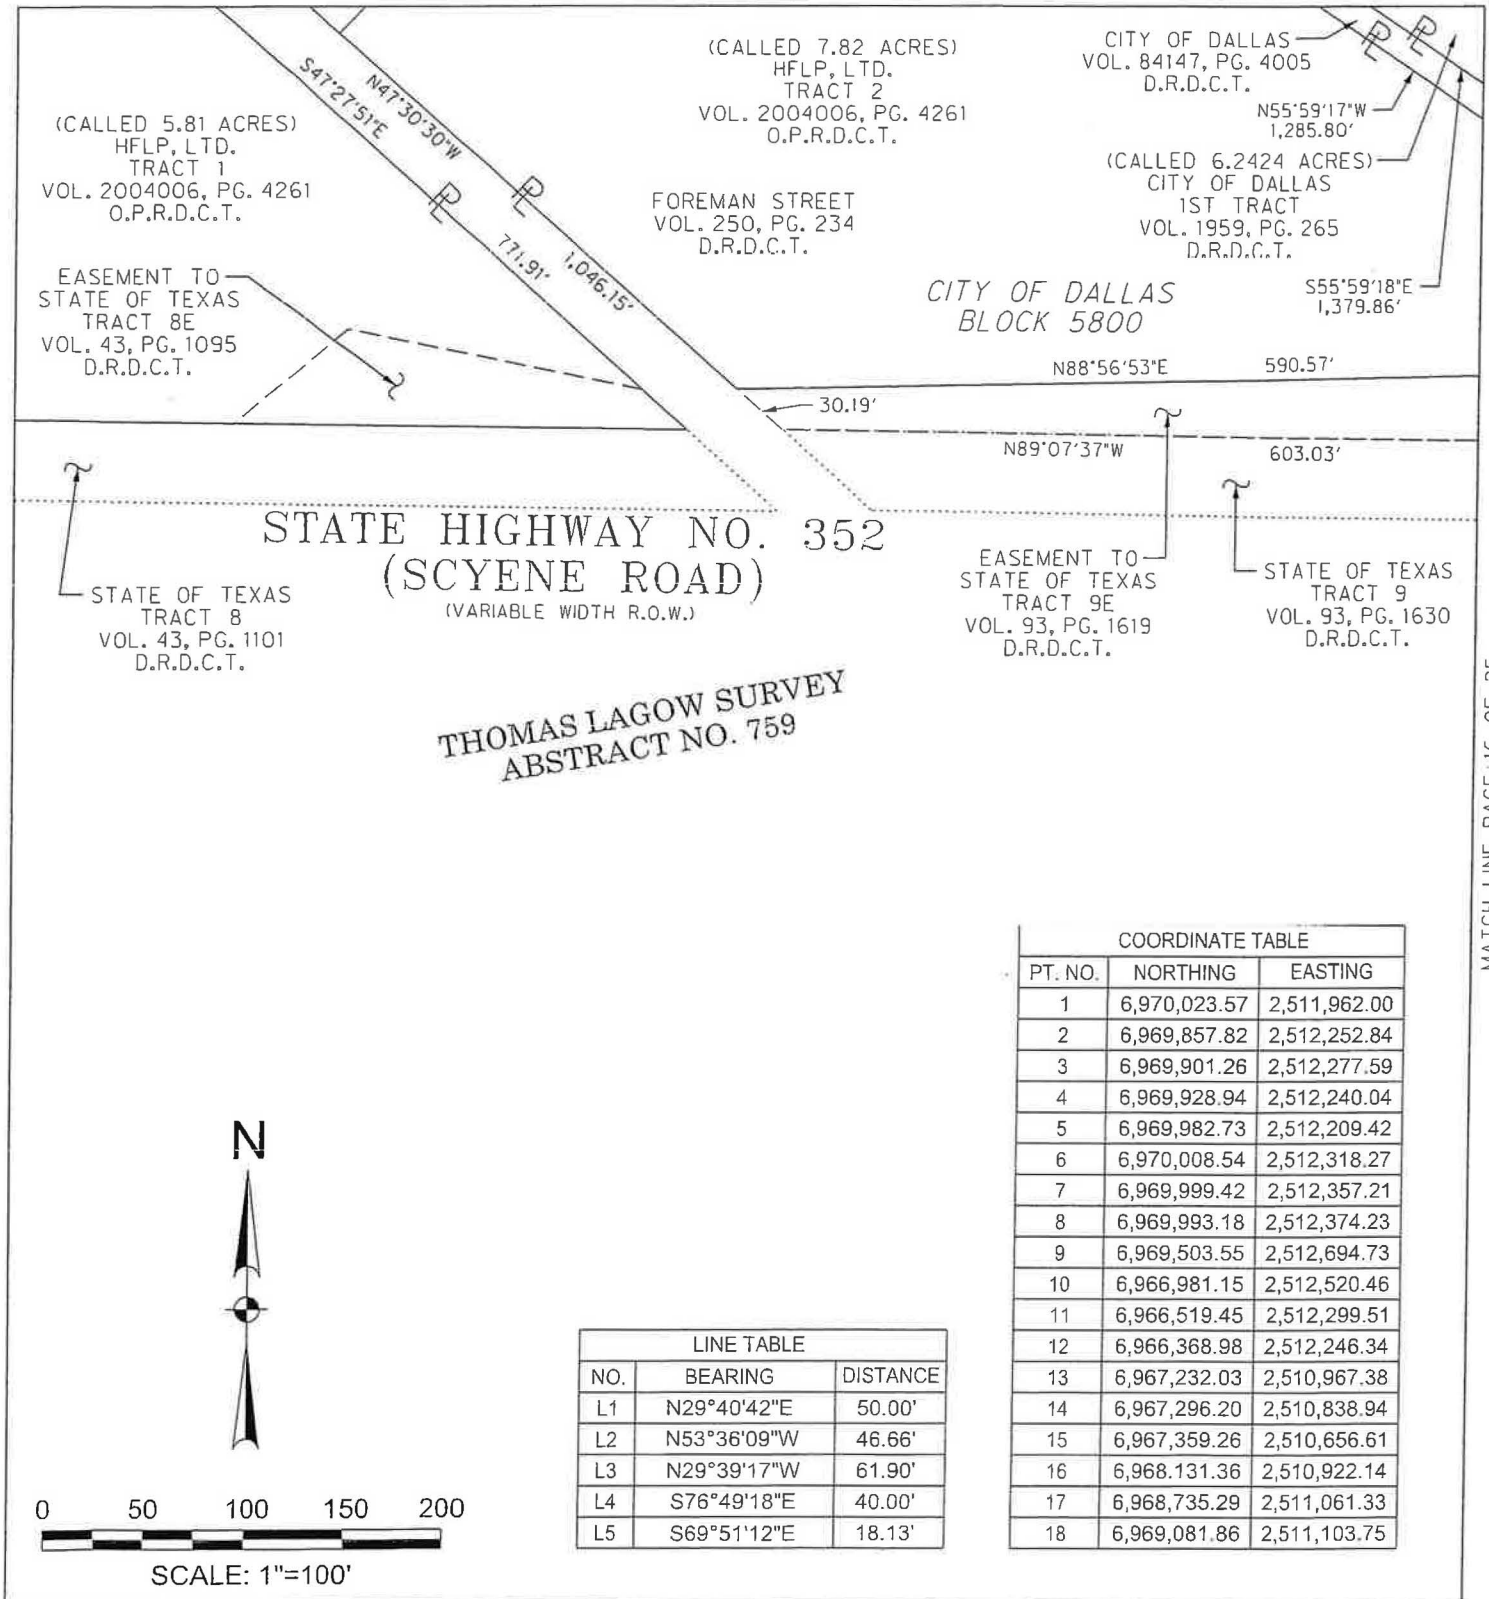 (CALLED 5.81 ACRES)
HFLP, LTD.
TRACT 1
VOL. 2004006, PG. 4261
O.P.R.D.C.T.
S47°27'51"E
N47°30'30"W
771.91'
1,046.15'
(CALLED 7.82 ACRES)
HFLP, LTD.
TRACT 2
VOL. 2004006, PG. 4261
O.P.R.D.C.T.
FOREMAN STREET
VOL. 250, PG. 234
D.R.D.C.T.
CITY OF DALLAS
VOL. 84147, PG. 4005
D.R.D.C.T.
N55°59'17"W
1,285.80'
(CALLED 6.2424 ACRES)
CITY OF DALLAS
1ST TRACT
VOL. 1959, PG. 265
D.R.D.C.T.
S55°59'18"E
1,379.86'
EASEMENT TO
STATE OF TEXAS
TRACT 8E
VOL. 43, PG. 1095
D.R.D.C.T.
CITY OF DALLAS
BLOCK 5800
N88°56'53"E 590.57'
30.19'
N89°07'37"W 603.03'
STATE HIGHWAY NO. 352
(SCYENE ROAD)
(VARIABLE WIDTH R.O.W.)
STATE OF TEXAS
TRACT 8
VOL. 43, PG. 1101
D.R.D.C.T.
EASEMENT TO
STATE OF TEXAS
TRACT 9E
VOL. 93, PG. 1619
D.R.D.C.T.
STATE OF TEXAS
TRACT 9
VOL. 93, PG. 1630
D.R.D.C.T.
THOMAS LAGOW SURVEY
ABSTRACT NO. 759
COORDINATE TABLE
PT. NO. NORTHING EASTING
1 6,970,023.57 2,511,962.00
2 6,969,857.82 2,512,252.84
3 6,969,901.26 2,512,277.59
4 6,969,928.94 2,512,240.04
5 6,969,982.73 2,512,209.42
6 6,970,008.54 2,512,318.27
7 6,969,999.42 2,512,357.21
8 6,969,993.18 2,512,374.23
9 6,969,503.55 2,512,694.73
10 6,966,981.15 2,512,520.46
11 6,966,519.45 2,512,299.51
12 6,966,368.98 2,512,246.34
13 6,967,232.03 2,510,967.38
14 6,967,296.20 2,510,838.94
15 6,967,359.26 2,510,656.61
16 6,968.131.36 2,510,922.14
17 6,968,735.29 2,511,061.33
18 6,969,081.86 2,511,103.75
N
LINE TABLE
NO. BEARING DISTANCE
L1 N29°40'42"E 50.00'
L2 N53°36'09"W 46.66'
L3 N29°39'17"W 61.90'
L4 S76°49'18"E 40.00'
L5 S69°51'12"E 18.13'
0 50 100 150 200
SCALE: 1"=100'